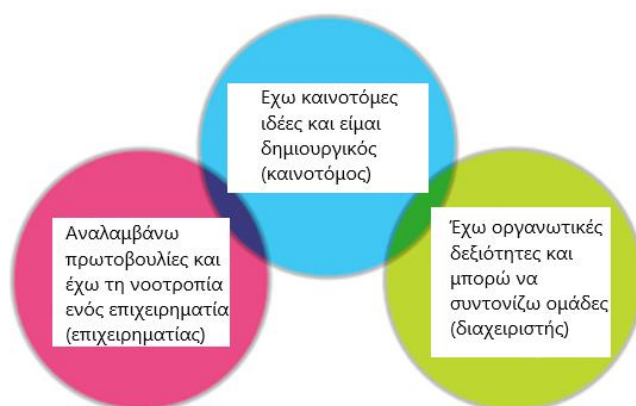 Εχω καινοτόμες
ιδέες και είμαι
δημιουργικός
(καινοτόμος)
Αναλαμβάνω
πρωτοβουλίες και
έχω τη νοοτροπία
ενός επιχειρηματία
(επιχειρηματίας)
Έχω οργανωτικές
δεξιότητες και
μπορώ να
συντονίζω ομάδες
(διαχειριστής)